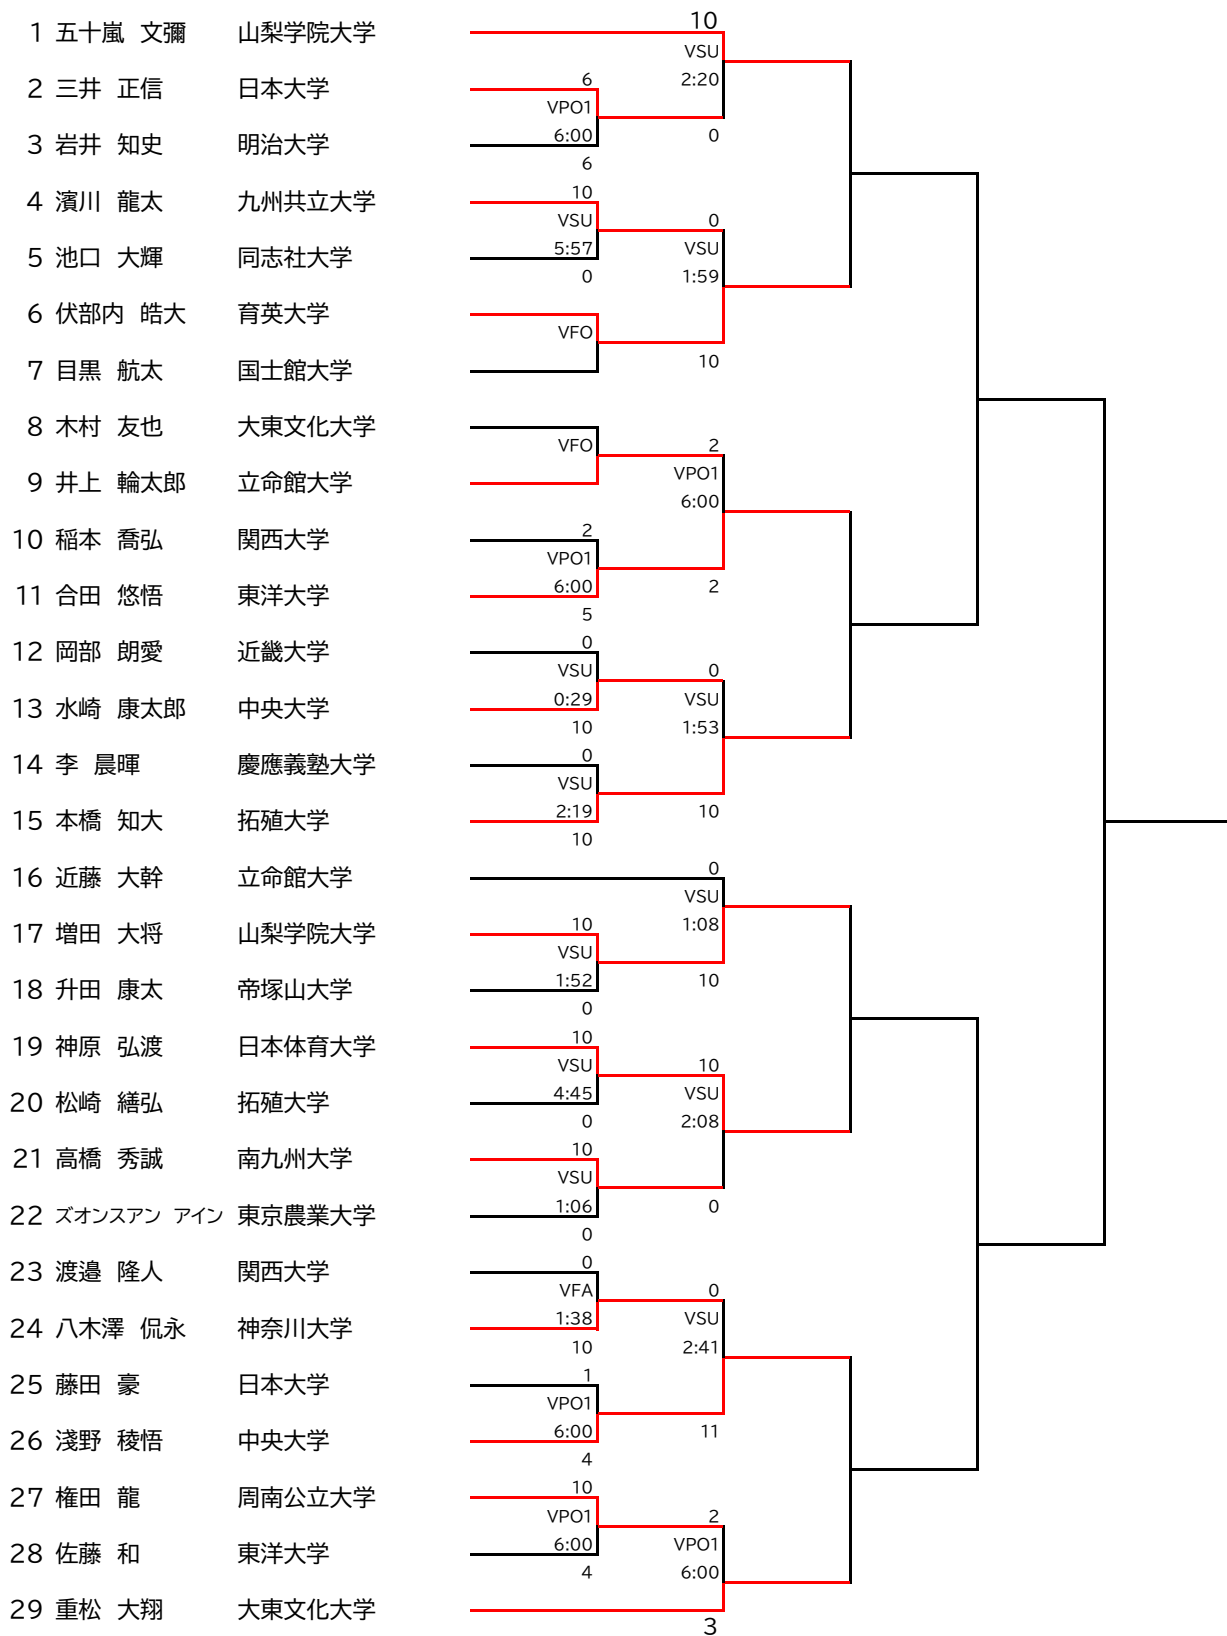 1 五十嵐 文彌 山梨学院大学 10
VSU
2 三井 正信 日本大学 6 2:20
VPO1
3 岩井 知史 明治大学 6:00 0
6
4 濱川 龍太 九州共立大学 10
VSU 0
5 池口 大輝 同志社大学 5:57 VSU
0 1:59
6 伏部内 皓大 育英大学
VFO
7 目黒 航太 国士館大学 10
8 木村 友也 大東文化大学
VFO 2
9 井上 輪太郎 立命館大学 VPO1
6:00
10 稲本 喬弘 関西大学 2
VPO1
11 合田 悠悟 東洋大学 6:00 2
5
12 岡部 朗愛 近畿大学 0
VSU 0
13 水崎 康太郎 中央大学 0:29 VSU
10 1:53
14 李 晨暉 慶應義塾大学 0
VSU
15 本橋 知大 拓殖大学 2:19 10
10
16 近藤 大幹 立命館大学 0
VSU
17 増田 大将 山梨学院大学 10 1:08
VSU
18 升田 康太 帝塚山大学 1:52 10
0
19 神原 弘渡 日本体育大学 10
VSU 10
20 松崎 繕弘 拓殖大学 4:45 VSU
0 2:08
21 高橋 秀誠 南九州大学 10
VSU
22 ズオンスアン アイン 東京農業大学 1:06 0
0
23 渡邉 隆人 関西大学 0
VFA 0
24 八木澤 侃永 神奈川大学 1:38 VSU
10 2:41
25 藤田 豪 日本大学 1
VPO1
26 淺野 稜悟 中央大学 6:00 11
4
27 権田 龍 周南公立大学 10
VPO1 2
28 佐藤 和 東洋大学 6:00 VPO1
4 6:00
29 重松 大翔 大東文化大学
3